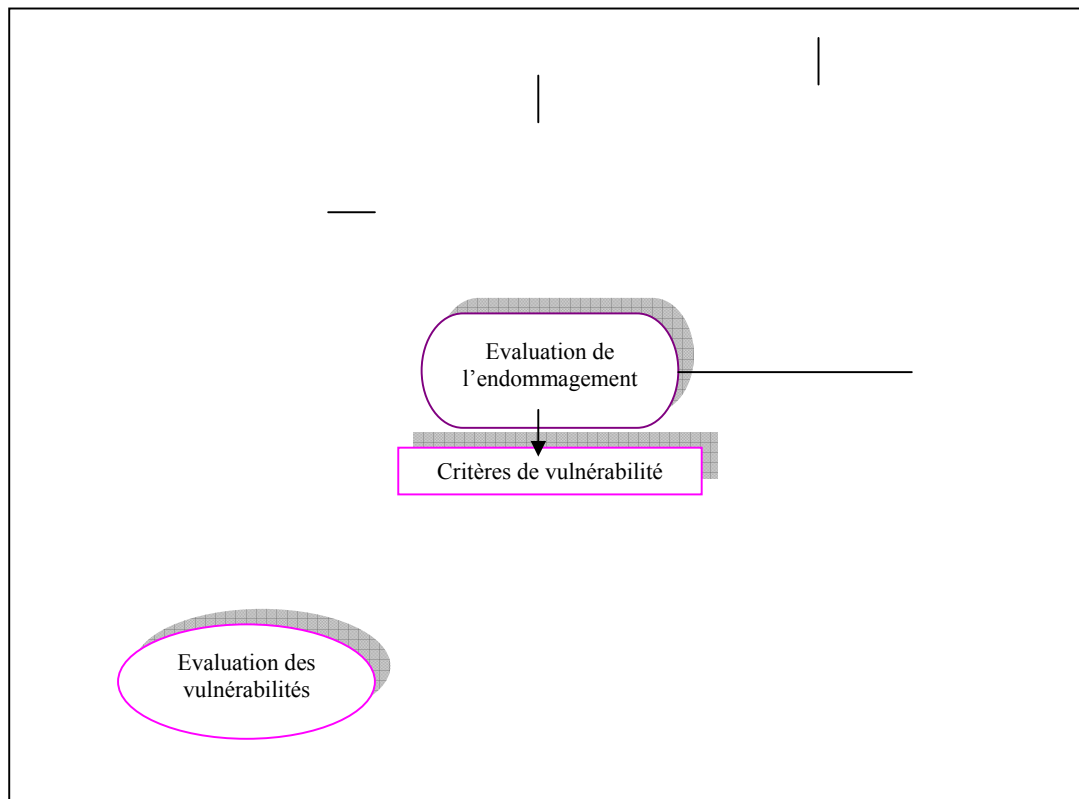 Evaluation de
l’endommagement
Critères de vulnérabilité
Evaluation des
vulnérabilités